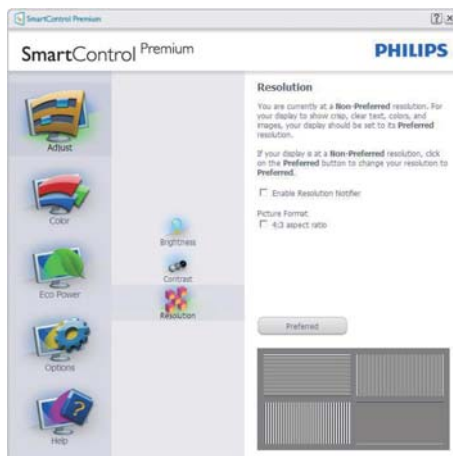 SmartControl Premium
SmartControl Premium
PHILIPS
Adjust
Color
Eco Power
Options
Help
Brightness
Contrast
Resolution
Resolution
You are currently at a Non-Preferred resolution. For
your display to show crisp, clear text, colors, and
images, your display should be set to its Preferred
resolution.
If your display is at a Non-Preferred resolution, click
on the Preferred button to change your resolution to
Preferred.
Enable Resolution Notifier
Picture Format
4:3 aspect ratio
Preferred